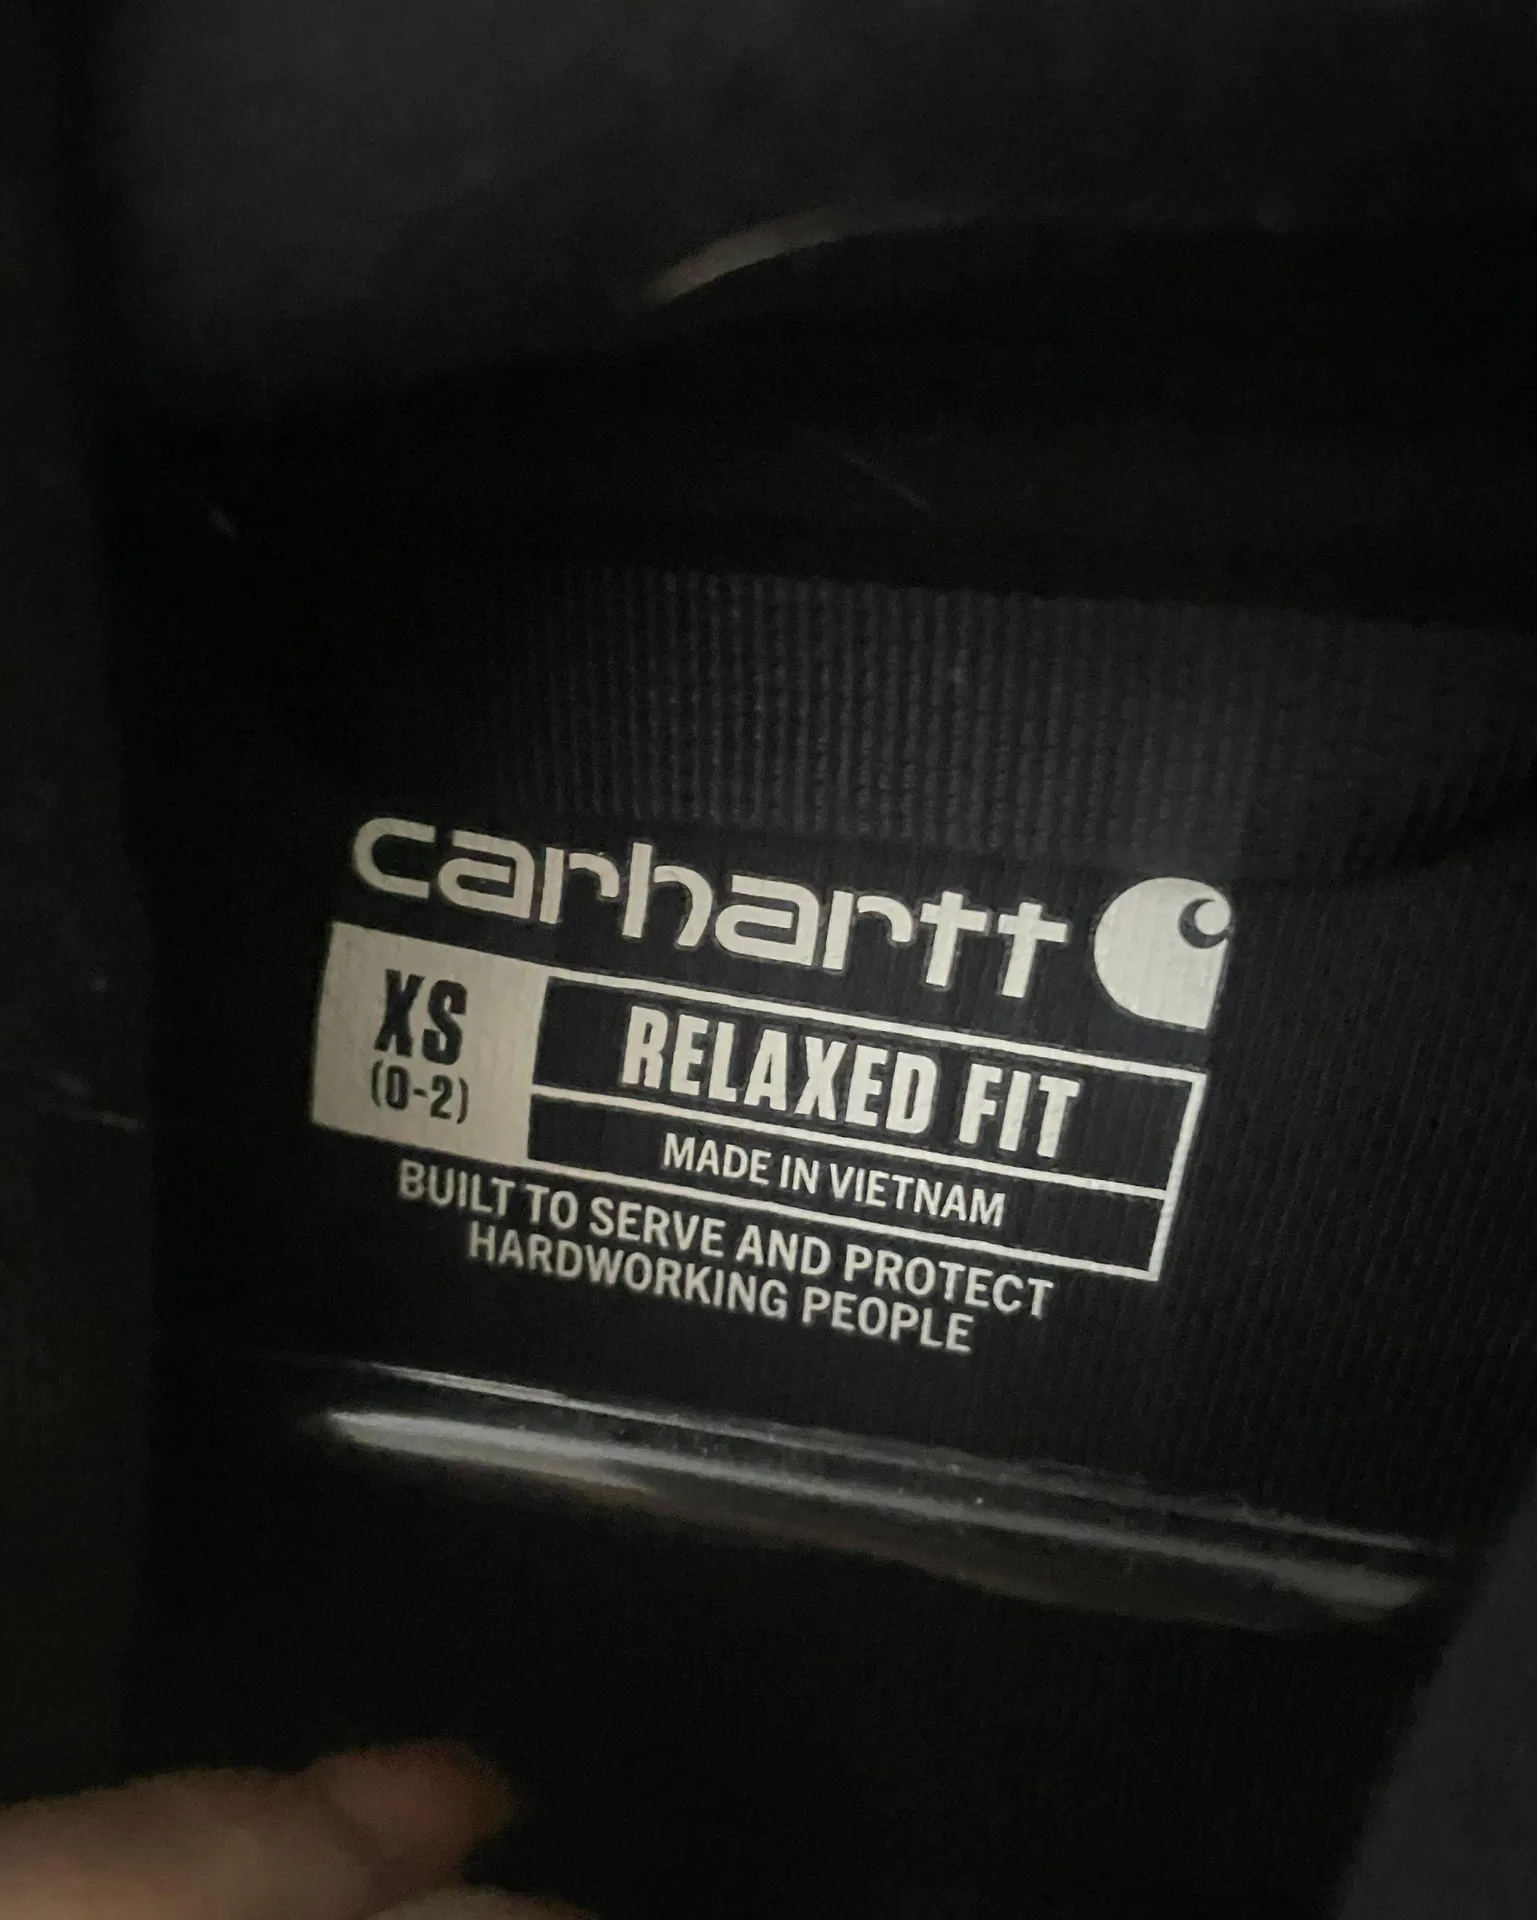 carhartt
XS
(0-2)
RELAXED FIT
MADE IN VIETNAM
BUILT TO SERVE AND PROTECT
HARDWORKING PEOPLE